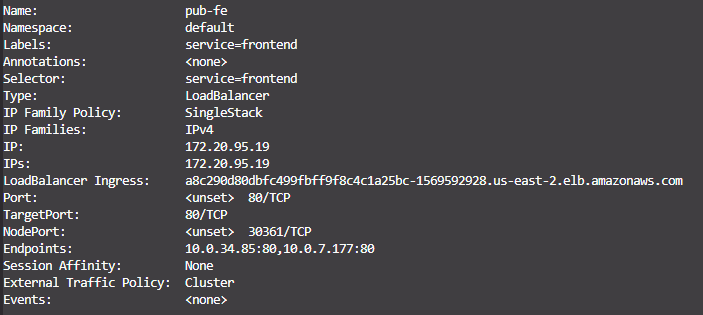 Name: pub-fe
Namespace: default
Labels: service=frontend
Annotations: <none>
Selector: service=frontend
Type: LoadBalancer
IP Family Policy: SingleStack
IP Families: IPv4
IP: 172.20.95.19
IPs: 172.20.95.19
LoadBalancer Ingress: a8c290d80dbfc499fbff9f8c4c1a25bc-1569592928.us-east-2.elb.amazonaws.com
Port: <unset> 80/TCP
TargetPort: 80/TCP
NodePort: <unset> 30361/TCP
Endpoints: 10.0.34.85:80,10.0.7.177:80
Session Affinity: None
External Traffic Policy: Cluster
Events: <none>